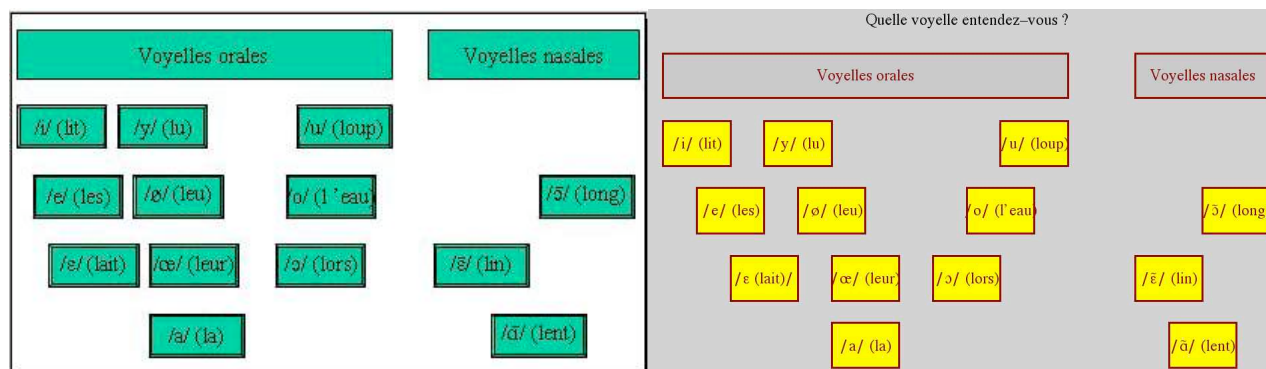 Voyelles orales Voyelles nasales
/i/ (lit) /y/ (lu) /u/ (loup)
/e/ (les) /ø/ (leu) /o/ (l'eau) /ɔ̃/ (long)
/ɛ/ (lait) /œ/ (leur) /ɔ/ (lors) /ɛ̃/ (lin)
/a/ (la) /ɑ̃/ (lent)
Quelle voyelle entendez-vous ?
Voyelles orales Voyelles nasales
/i/ (lit) /y/ (lu) /u/ (loup)
/e/ (les) /ø/ (leu) /o/ (l'eau) /ɔ̃/ (long
/ɛ (lait)/ /œ/ (leur) /ɔ/ (lors) /ɛ̃/ (lin)
/a/ (la) /ɑ̃/ (lent)